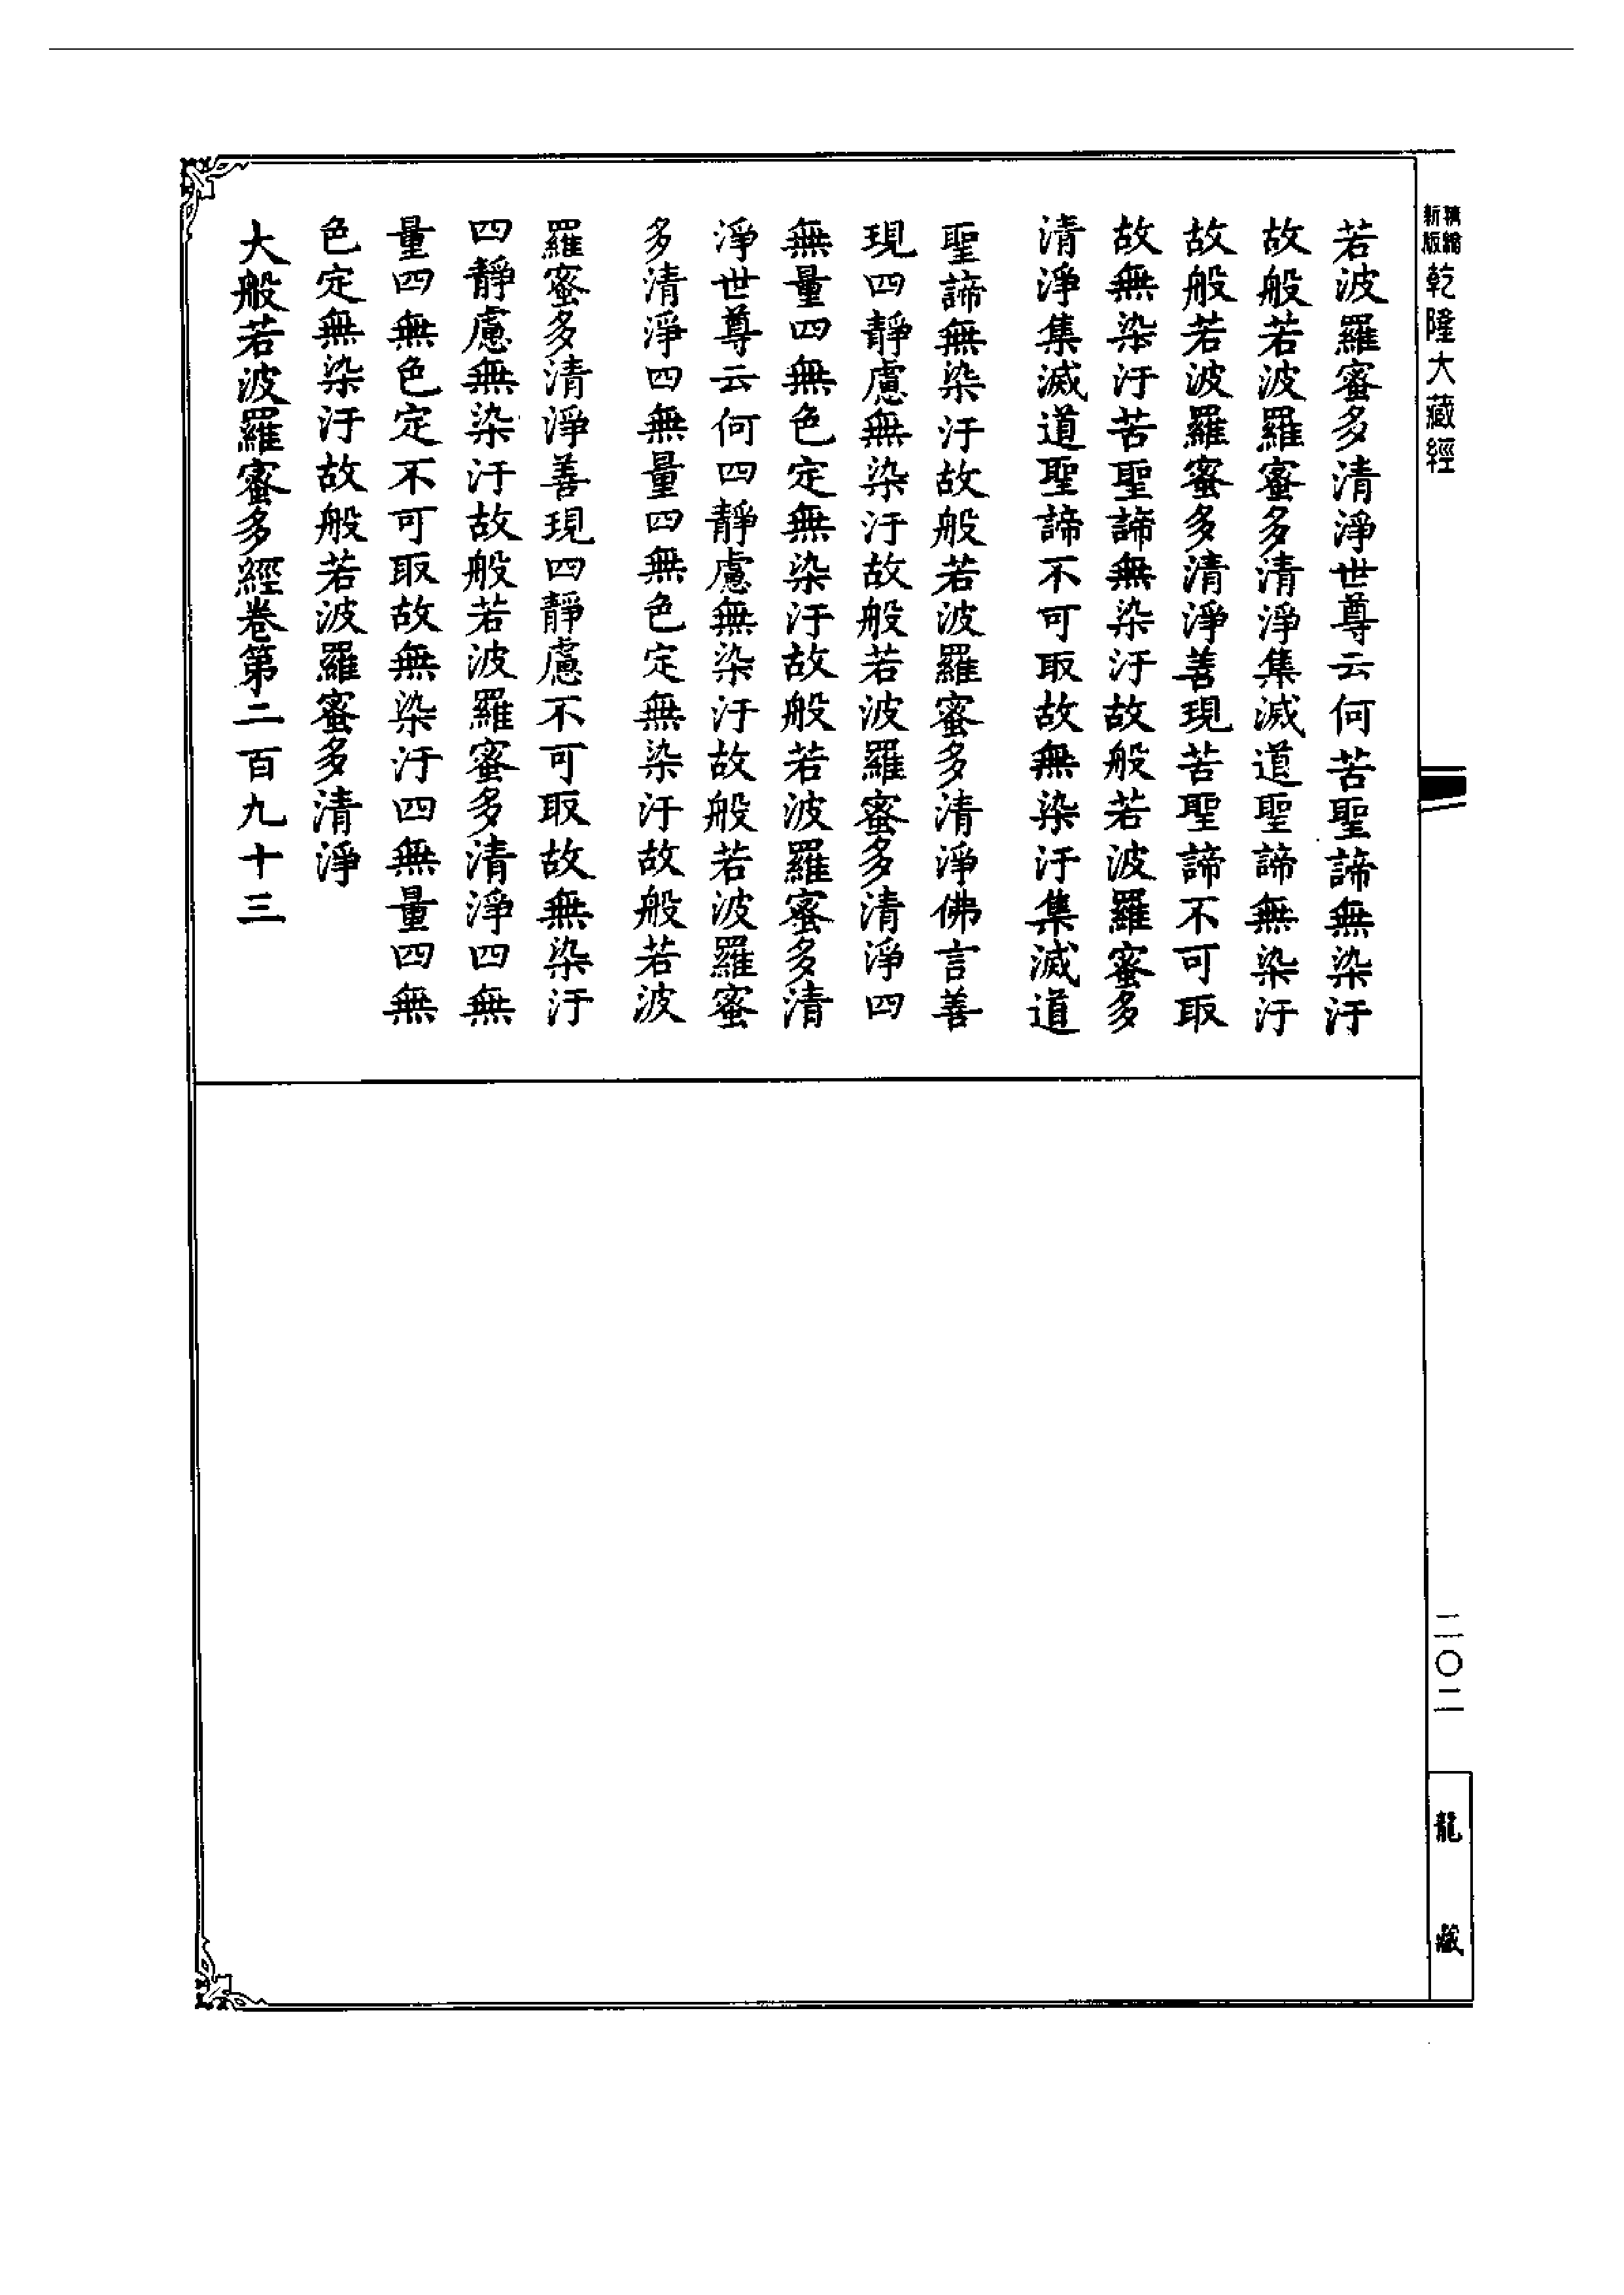 新版精縮乾隆大藏經
若波羅蜜多清淨世尊云何苦聖諦無染汙
故般若波羅蜜多清淨集滅道聖諦無染汙
故般若波羅蜜多清淨善現苦聖諦不可取
故無染汙苦聖諦無染汙故般若波羅蜜多
清淨集滅道聖諦不可取故無染汙集滅道
聖諦無染汙故般若波羅蜜多清淨佛言善
現四靜慮無染汙故般若波羅蜜多清淨四
無量四無色定無染汙故般若波羅蜜多清
淨世尊云何四靜慮無染汙故般若波羅蜜
多清淨四無量四無色定無染汙故般若波
羅蜜多清淨善現四靜慮不可取故無染汙
四靜慮無染汙故般若波羅蜜多清淨四無
量四無色定不可取故無染汙四無量四無
色定無染汙故般若波羅蜜多清淨
大般若波羅蜜多經卷第二百九十三
二〇二
龍藏